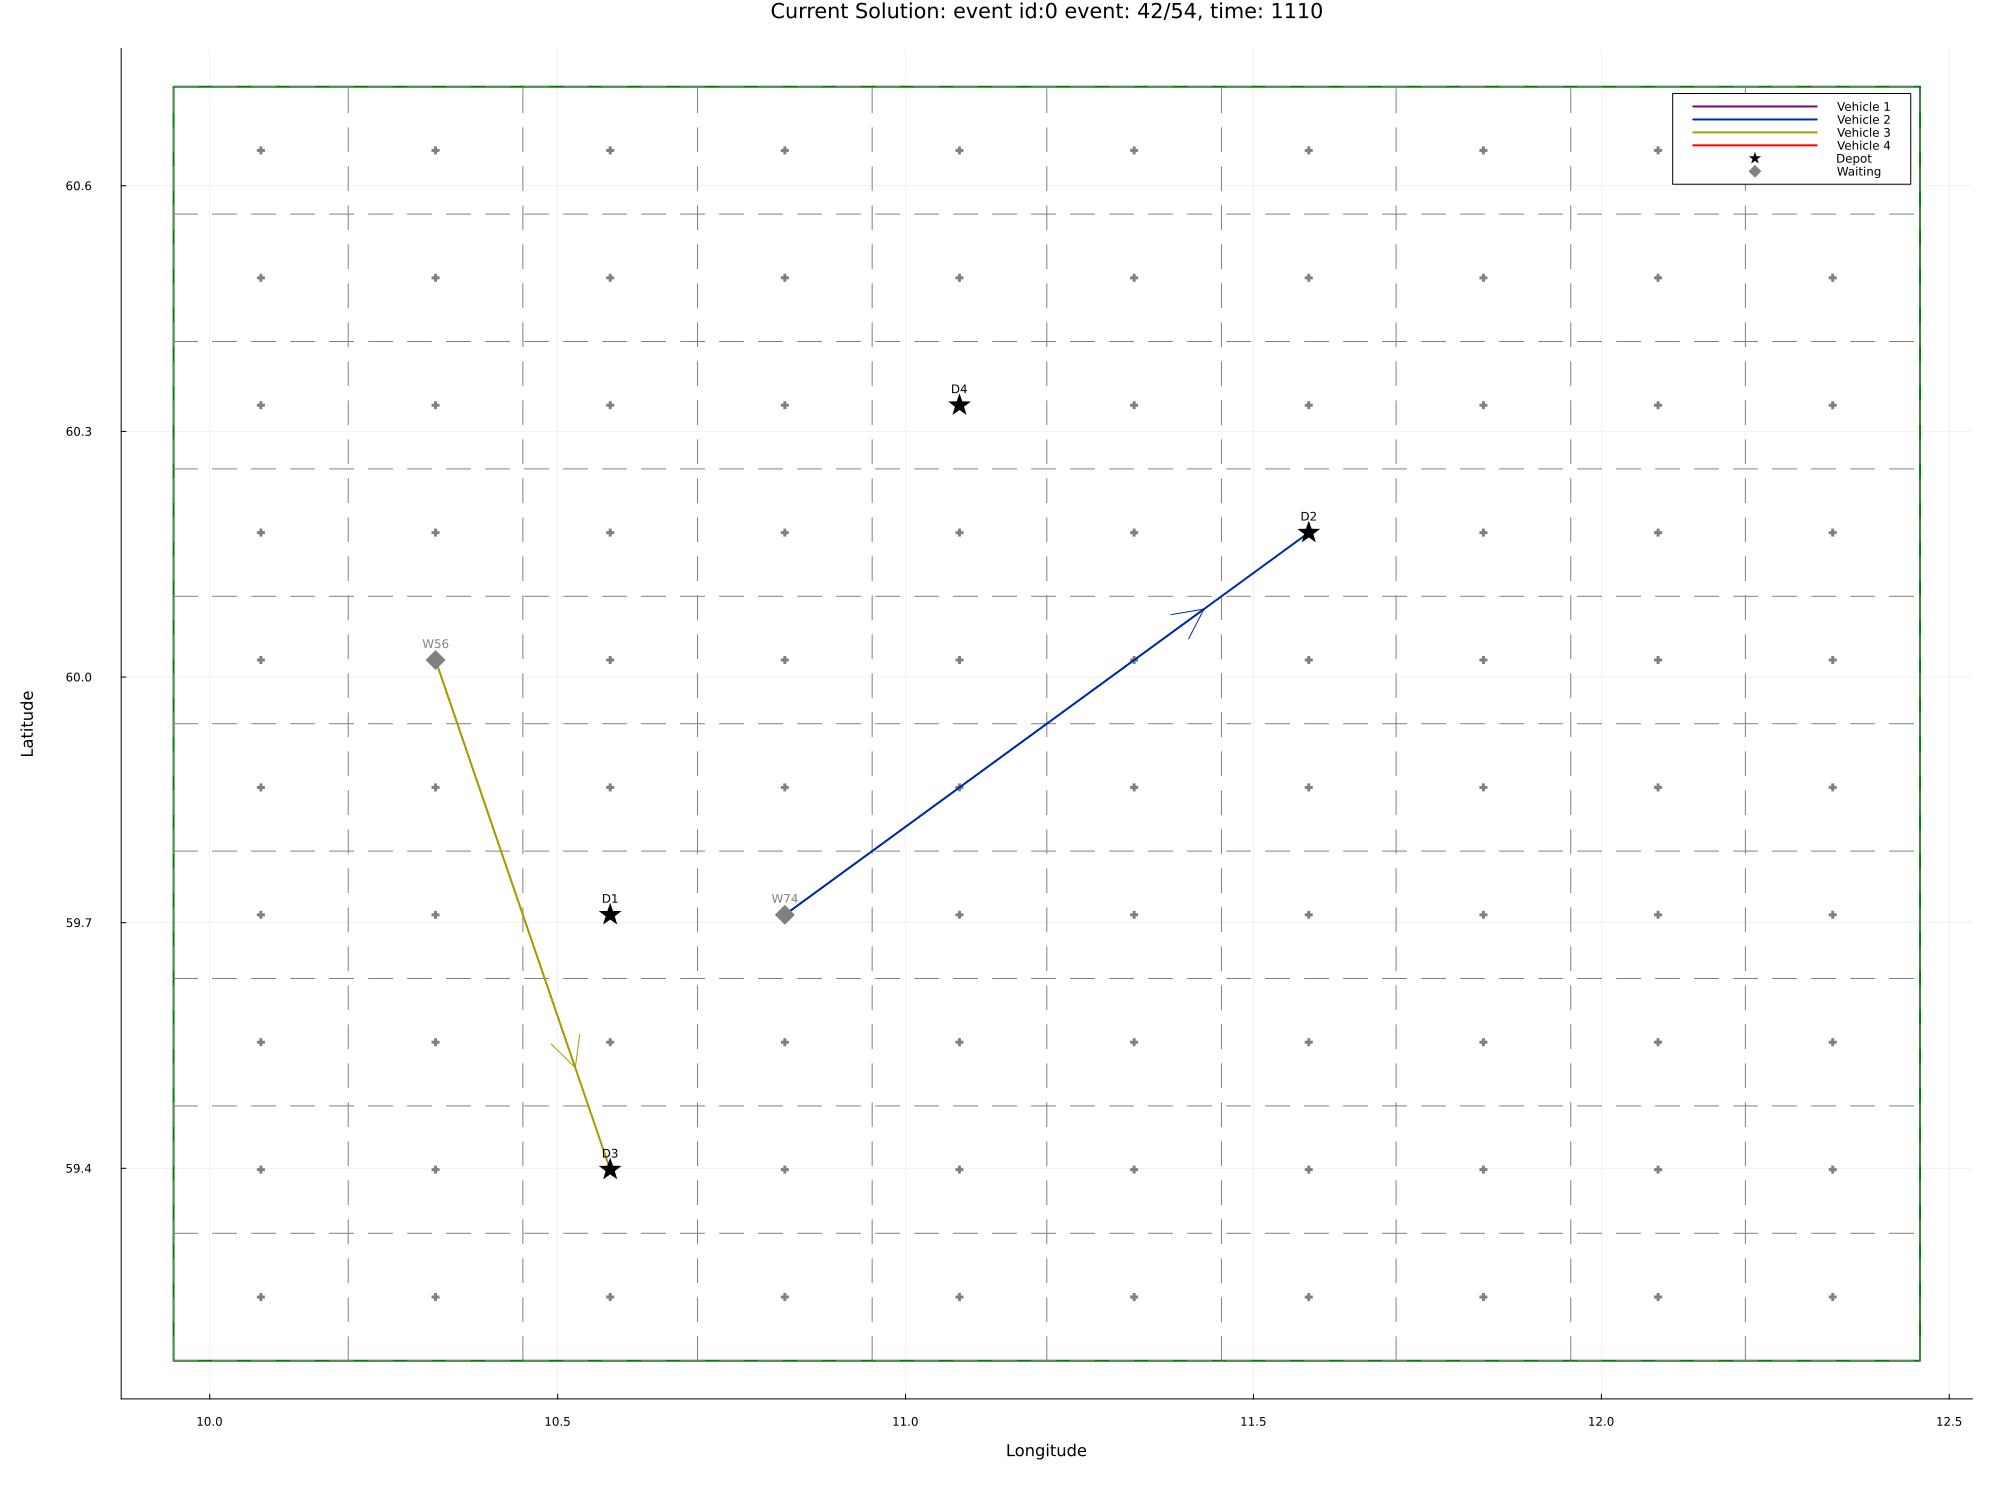 Current Solution: event id:0 event: 42/54, time: 1110
Vehicle 1
Vehicle 2
Vehicle 3
Vehicle 4
Depot
Waiting
60.6
60.3
60.0
59.7
59.4
Latitude
D4
D2
W56
D1
W74
D3
10.0
10.5
11.0
11.5
12.0
12.5
Longitude